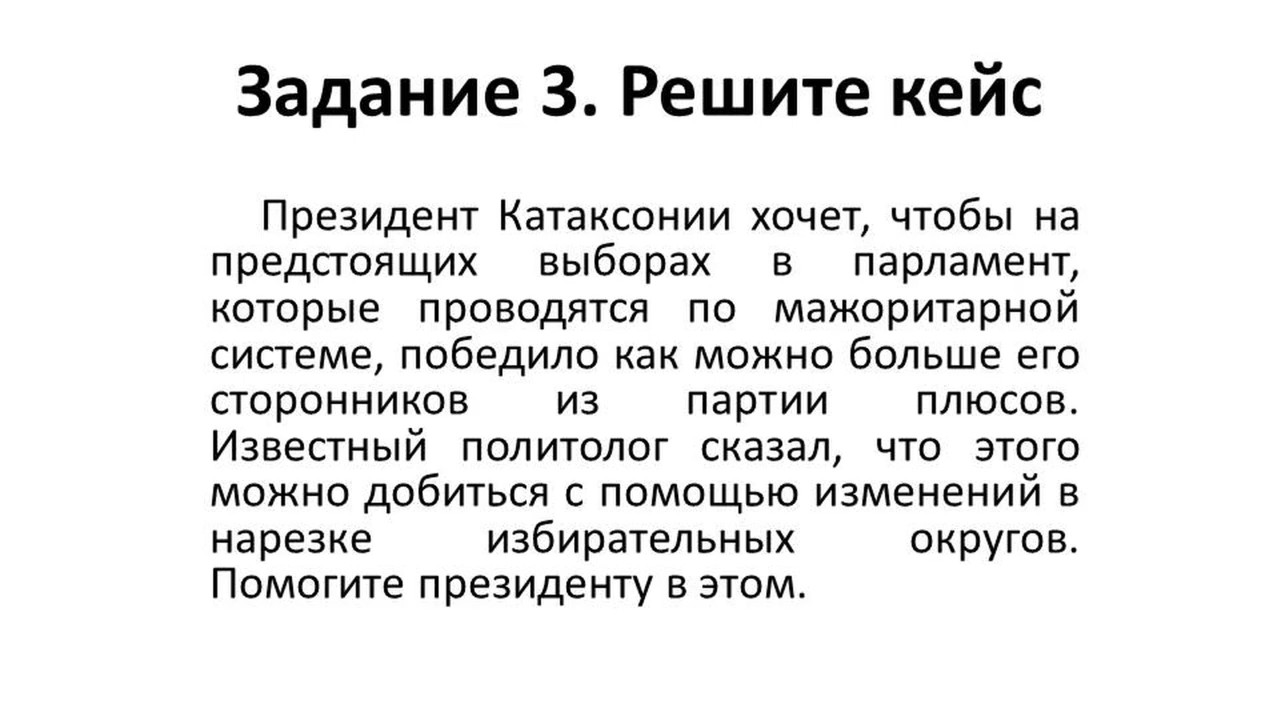 Задание 3. Решите кейс
Президент Катаксонии хочет, чтобы на
предстоящих выборах в парламент,
которые проводятся по мажоритарной
системе, победило как можно больше его
сторонников из партии плюсов.
Известный политолог сказал, что этого
можно добиться с помощью изменений в
нарезке избирательных округов.
Помогите президенту в этом.